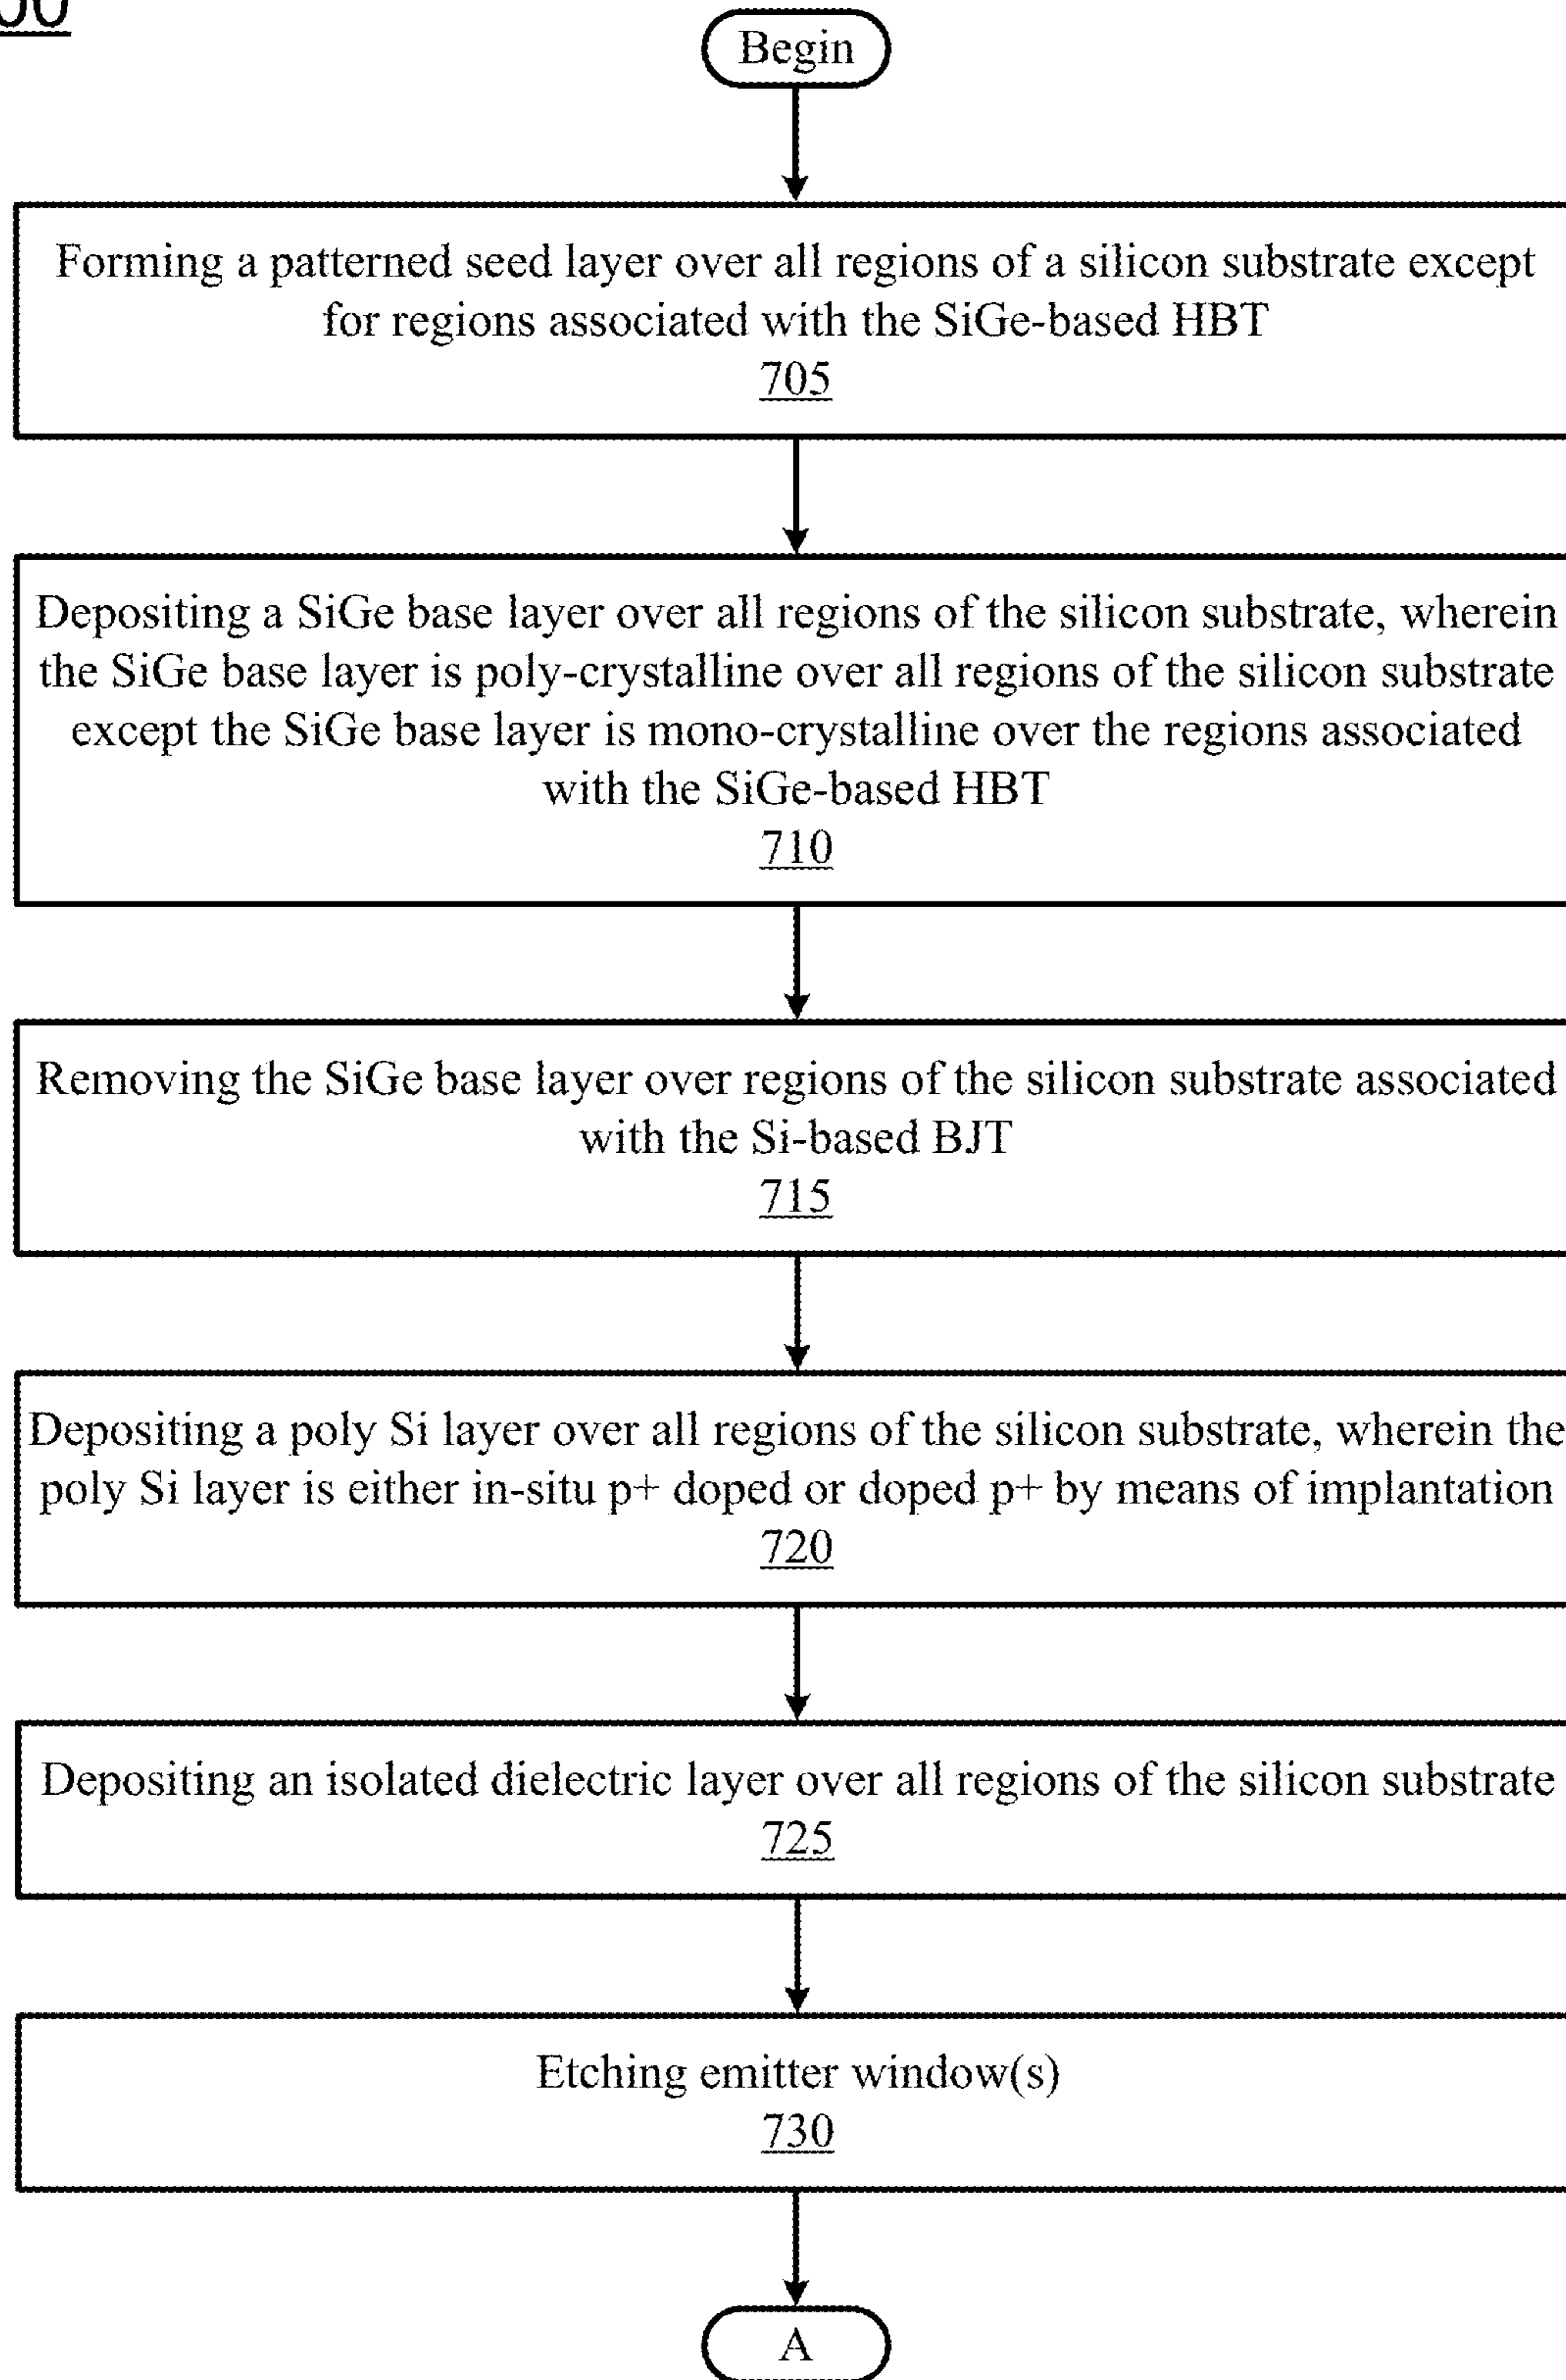 Begin
Forming a patterned seed layer over all regions of a silicon substrate except
for regions associated with the SiGe-based HBT
705
Depositing a SiGe base layer over all regions of the silicon substrate, wherein
the SiGe base layer is poly-crystalline over all regions of the silicon substrate
except the SiGe base layer is mono-crystalline over the regions associated
with the SiGe-based HBT
710
Removing the SiGe base layer over regions of the silicon substrate associated
with the Si-based BJT
715
Depositing a poly Si layer over all regions of the silicon substrate, wherein the
poly Si layer is either in-situ p+ doped or doped p+ by means of implantation
720
Depositing an isolated dielectric layer over all regions of the silicon substrate
725
Etching emitter window(s)
730
A